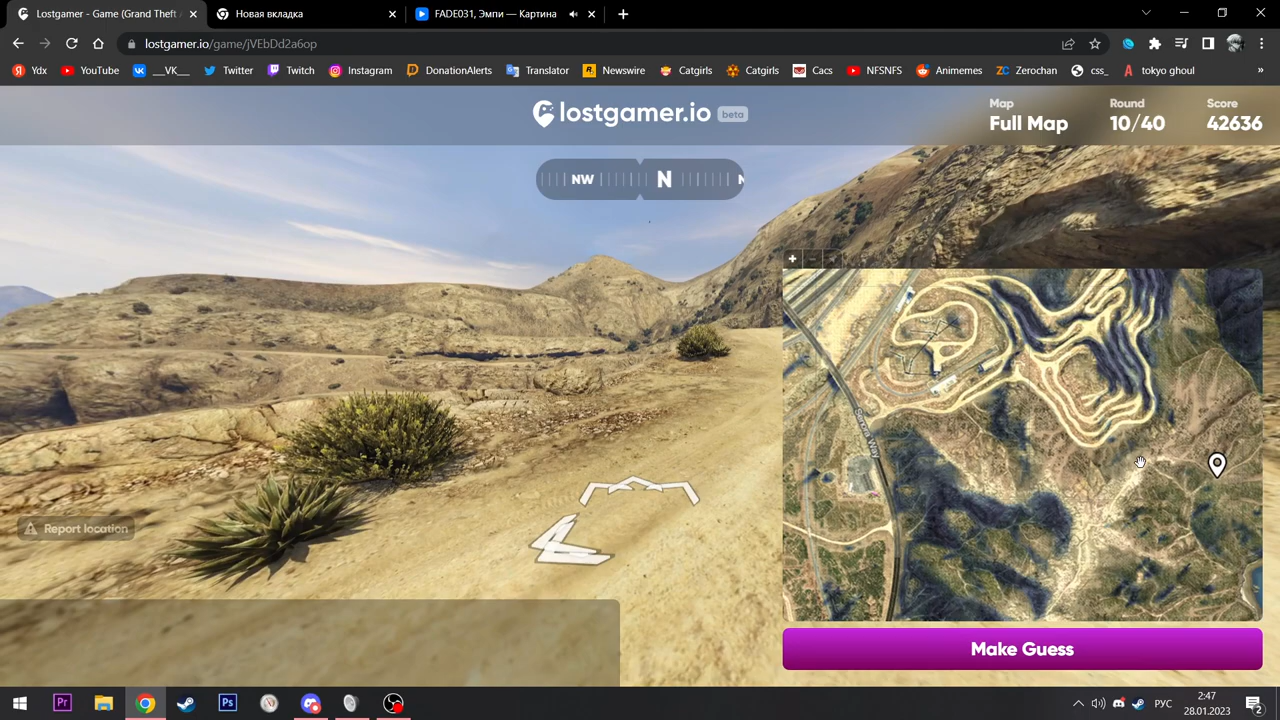 Lostgamer - Game (Grand Theft
Новая вкладка
FADE031, Эмпи — Картина
lostgamer.io/game/jVEbDd2a6op
Ydx
YouTube
___VK__
Twitter
Twitch
Instagram
DonationAlerts
Translator
Newswire
Catgirls
Catgirls
Cacs
NFSNFS
Animemes
Zerochan
css_
tokyo ghoul
»
lostgamer.io beta
Map
Full Map
Round
10/40
Score
42636
NW
N
Senora Way
Report location
Make Guess
РУС
2:47
28.01.2023
2